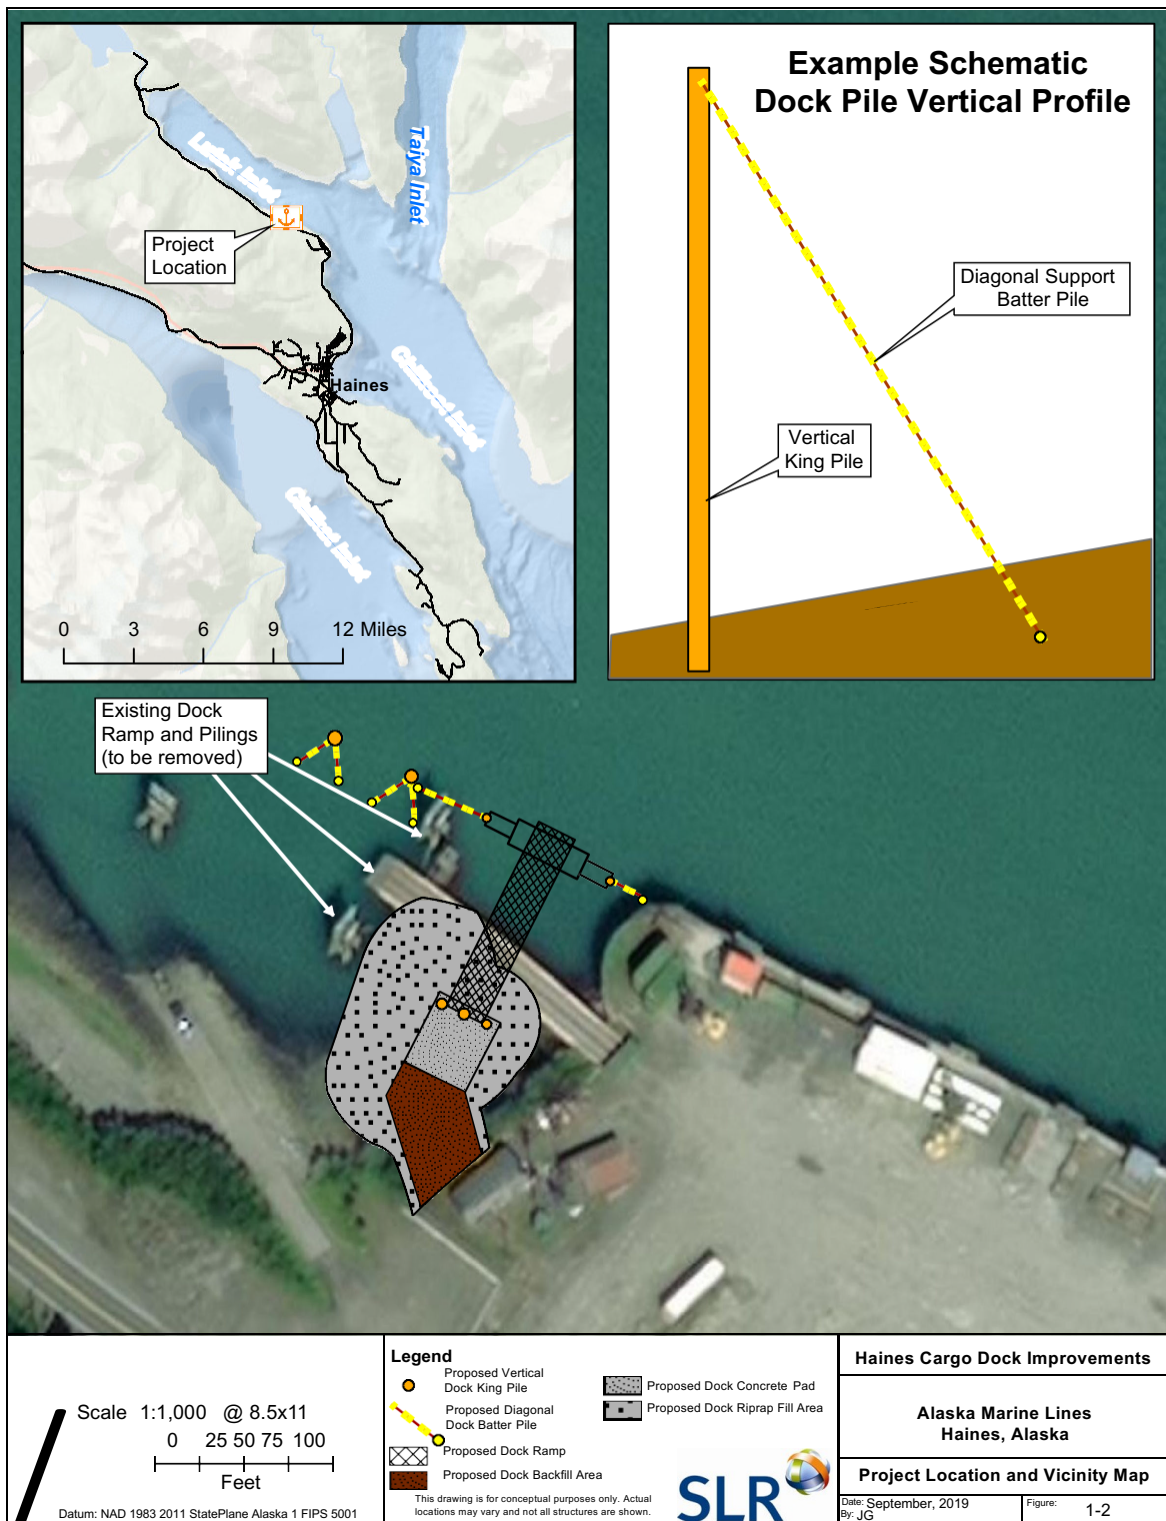 Example Schematic
Dock Pile Vertical Profile
Taiya Inlet
Lutak Inlet
Project
Location
Diagonal Support
Batter Pile
Chilkoot Inlet
Haines
Vertical
King Pile
Chilkat Inlet
0 3 6 9 12 Miles
Existing Dock
Ramp and Pilings
(to be removed)
Scale 1:1,000 @ 8.5x11
0 25 50 75 100
Feet
Datum: NAD 1983 2011 StatePlane Alaska 1 FIPS 5001
Legend
Proposed Vertical
Dock King Pile
Proposed Diagonal
Dock Batter Pile
Proposed Dock Ramp
Proposed Dock Backfill Area
Proposed Dock Concrete Pad
Proposed Dock Riprap Fill Area
This drawing is for conceptual purposes only. Actual
locations may vary and not all structures are shown.
SLR
Haines Cargo Dock Improvements
Alaska Marine Lines
Haines, Alaska
Project Location and Vicinity Map
Date: September, 2019
By: JG
Figure: 1-2